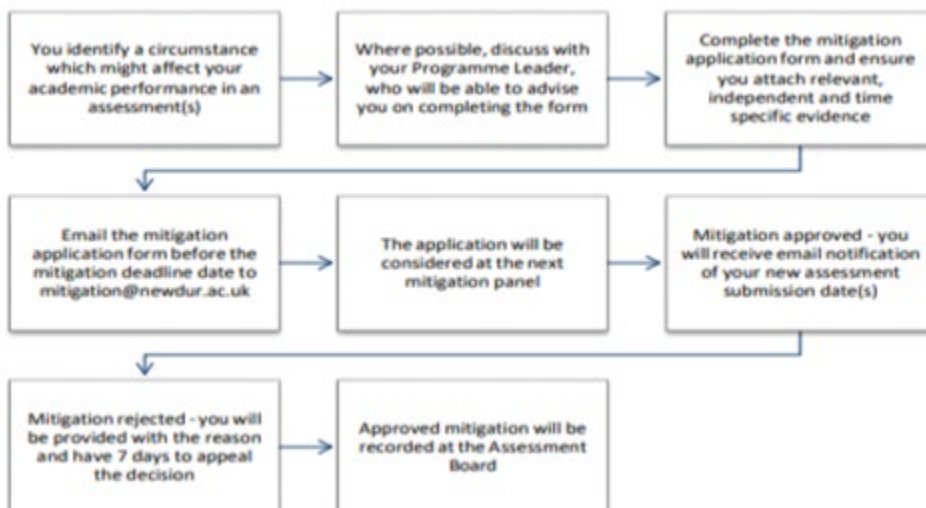 You identify a circumstance
which might affect your
academic performance in an
assessment(s)
Where possible, discuss with
your Programme Leader,
who will be able to advise
you on completing the form
Complete the mitigation
application form and ensure
you attach relevant,
independent and time
specific evidence
Email the mitigation
application form before the
mitigation deadline date to
mitigation@newdur.ac.uk
The application will be
considered at the next
mitigation panel
Mitigation approved - you
will receive email notification
of your new assessment
submission date(s)
Mitigation rejected - you will
be provided with the reason
and have 7 days to appeal
the decision
Approved mitigation will be
recorded at the Assessment
Board